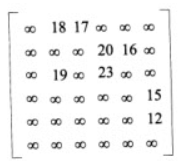 ∞ 18 17 ∞ ∞ ∞
∞ ∞ ∞ 20 16 ∞
∞ 19 ∞ 23 ∞ ∞
∞ ∞ ∞ ∞ ∞ 15
∞ ∞ ∞ ∞ ∞ 12
∞ ∞ ∞ ∞ ∞ ∞